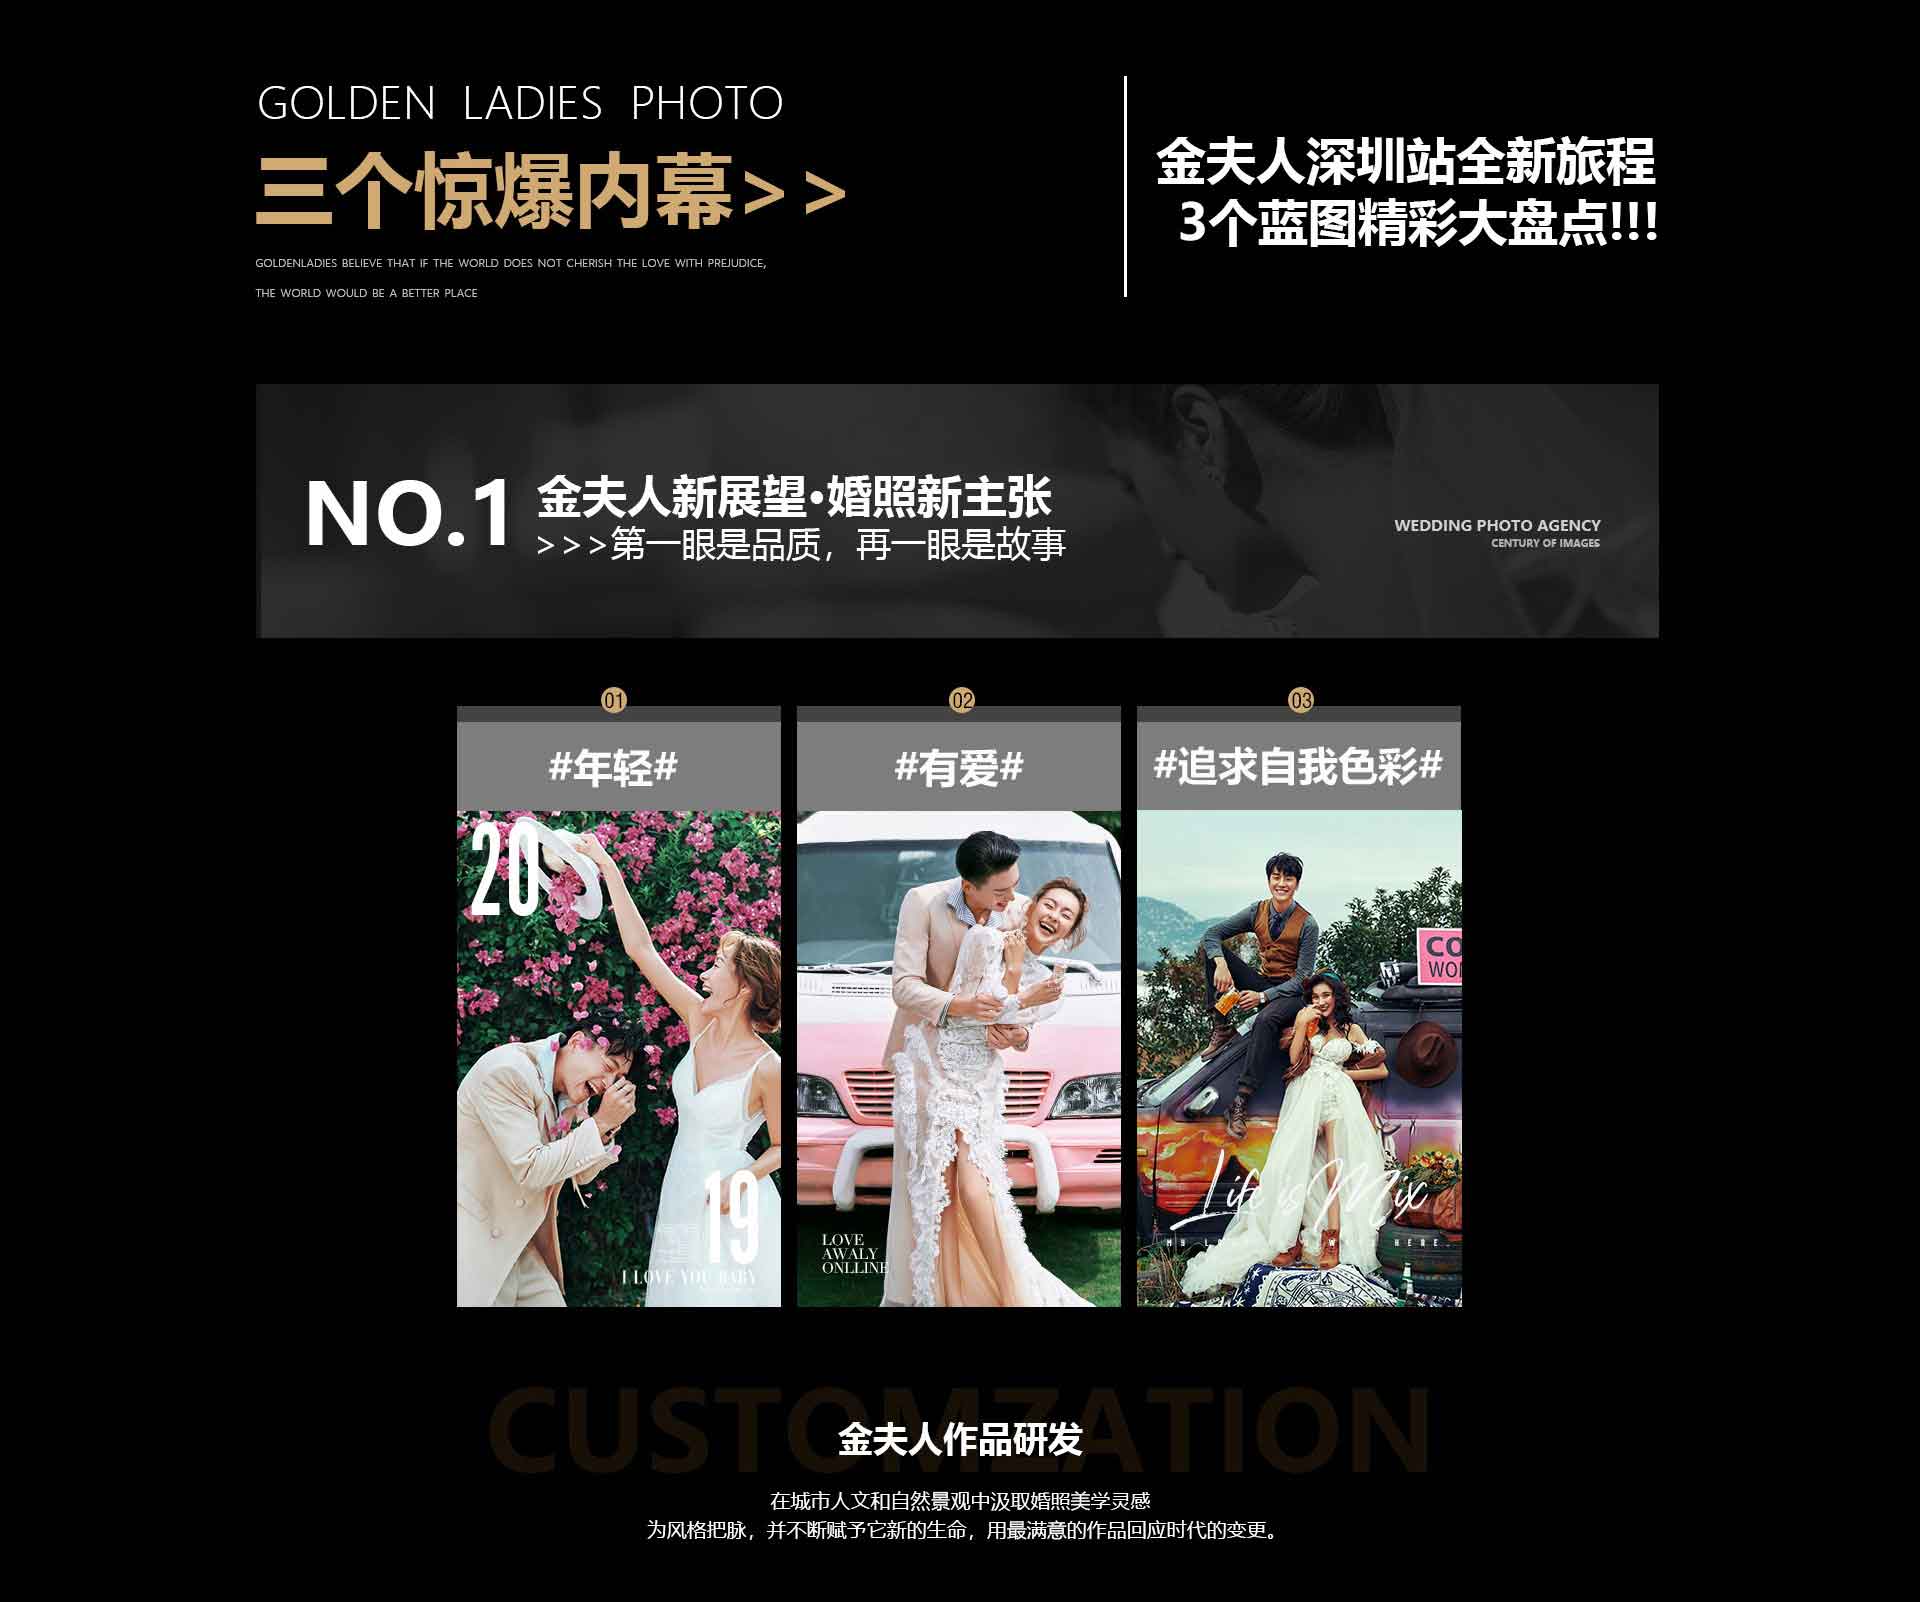 GOLDEN LADIES PHOTO
三个惊爆内幕>>
GOLDENLADIES BELIEVE THAT IF THE WORLD DOES NOT CHERISH THE LOVE WITH PREJUDICE,
THE WORLD WOULD BE A BETTER PLACE
金夫人深圳站全新旅程
3个蓝图精彩大盘点!!!
NO.1
金夫人新展望·婚照新主张
>>>第一眼是品质，再一眼是故事
WEDDING PHOTO AGENCY
CENTURY OF IMAGES
01
#年轻#
20
19
I LOVE YOU BABY
02
#有爱#
LOVE
AWALY
ONLLINE
03
#追求自我色彩#
CO
WO
Life is Mix
HERE
CUSTOMZATION
金夫人作品研发
在城市人文和自然景观中汲取婚照美学灵感
为风格把脉，并不断赋予它新的生命，用最满意的作品回应时代的变更。